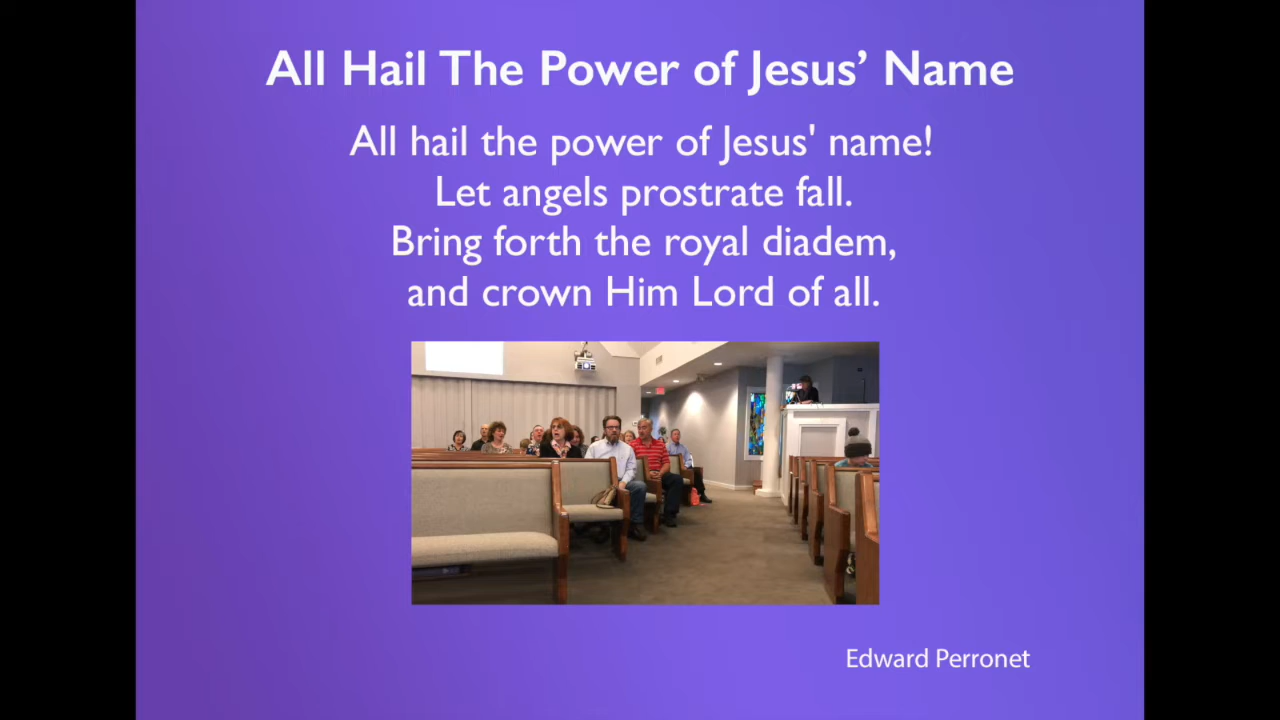 All Hail The Power of Jesus’ Name
All hail the power of Jesus' name!
Let angels prostrate fall.
Bring forth the royal diadem,
and crown Him Lord of all.
Edward Perronet